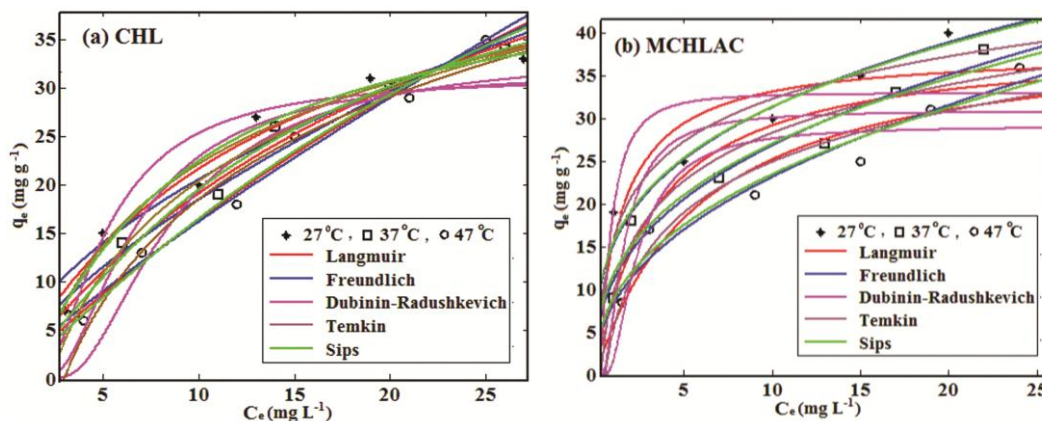 (a) CHL
qₑ (mg g⁻¹)
35
30
25
20
15
10
5
0
27°C , 37°C , 47°C
Langmuir
Freundlich
Dubinin-Radushkevich
Temkin
Sips
5 10 15 20 25
Cₑ (mg L⁻¹)
(b) MCHLAC
qₑ (mg g⁻¹)
40
35
30
25
20
15
10
5
0
27°C , 37°C , 47°C
Langmuir
Freundlich
Dubinin-Radushkevich
Temkin
Sips
5 10 15 20 25
Cₑ (mg L⁻¹)